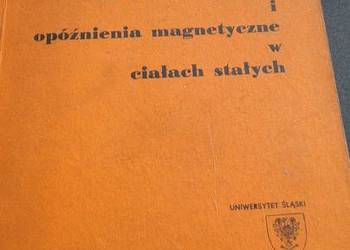 i
opóźnienia magnetyczne
w
ciałach stałych
UNIWERSYTET ŚLĄSKI